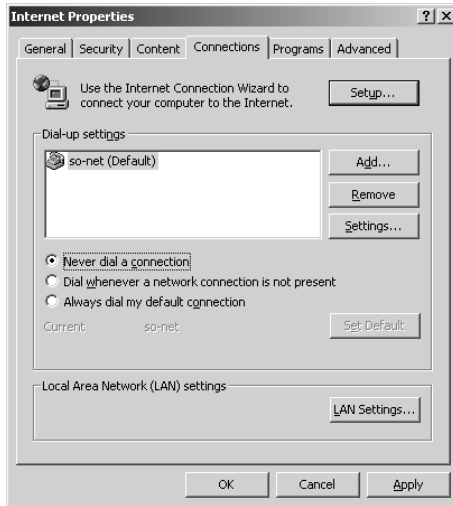 Internet Properties ? ×
General Security Content Connections Programs Advanced
Use the Internet Connection Wizard to
connect your computer to the Internet.
Setup...
Dial-up settings
so-net (Default)
Add...
Remove
Settings...
Never dial a connection
Dial whenever a network connection is not present
Always dial my default connection
Current so-net Set Default
Local Area Network (LAN) settings
LAN Settings...
OK Cancel Apply